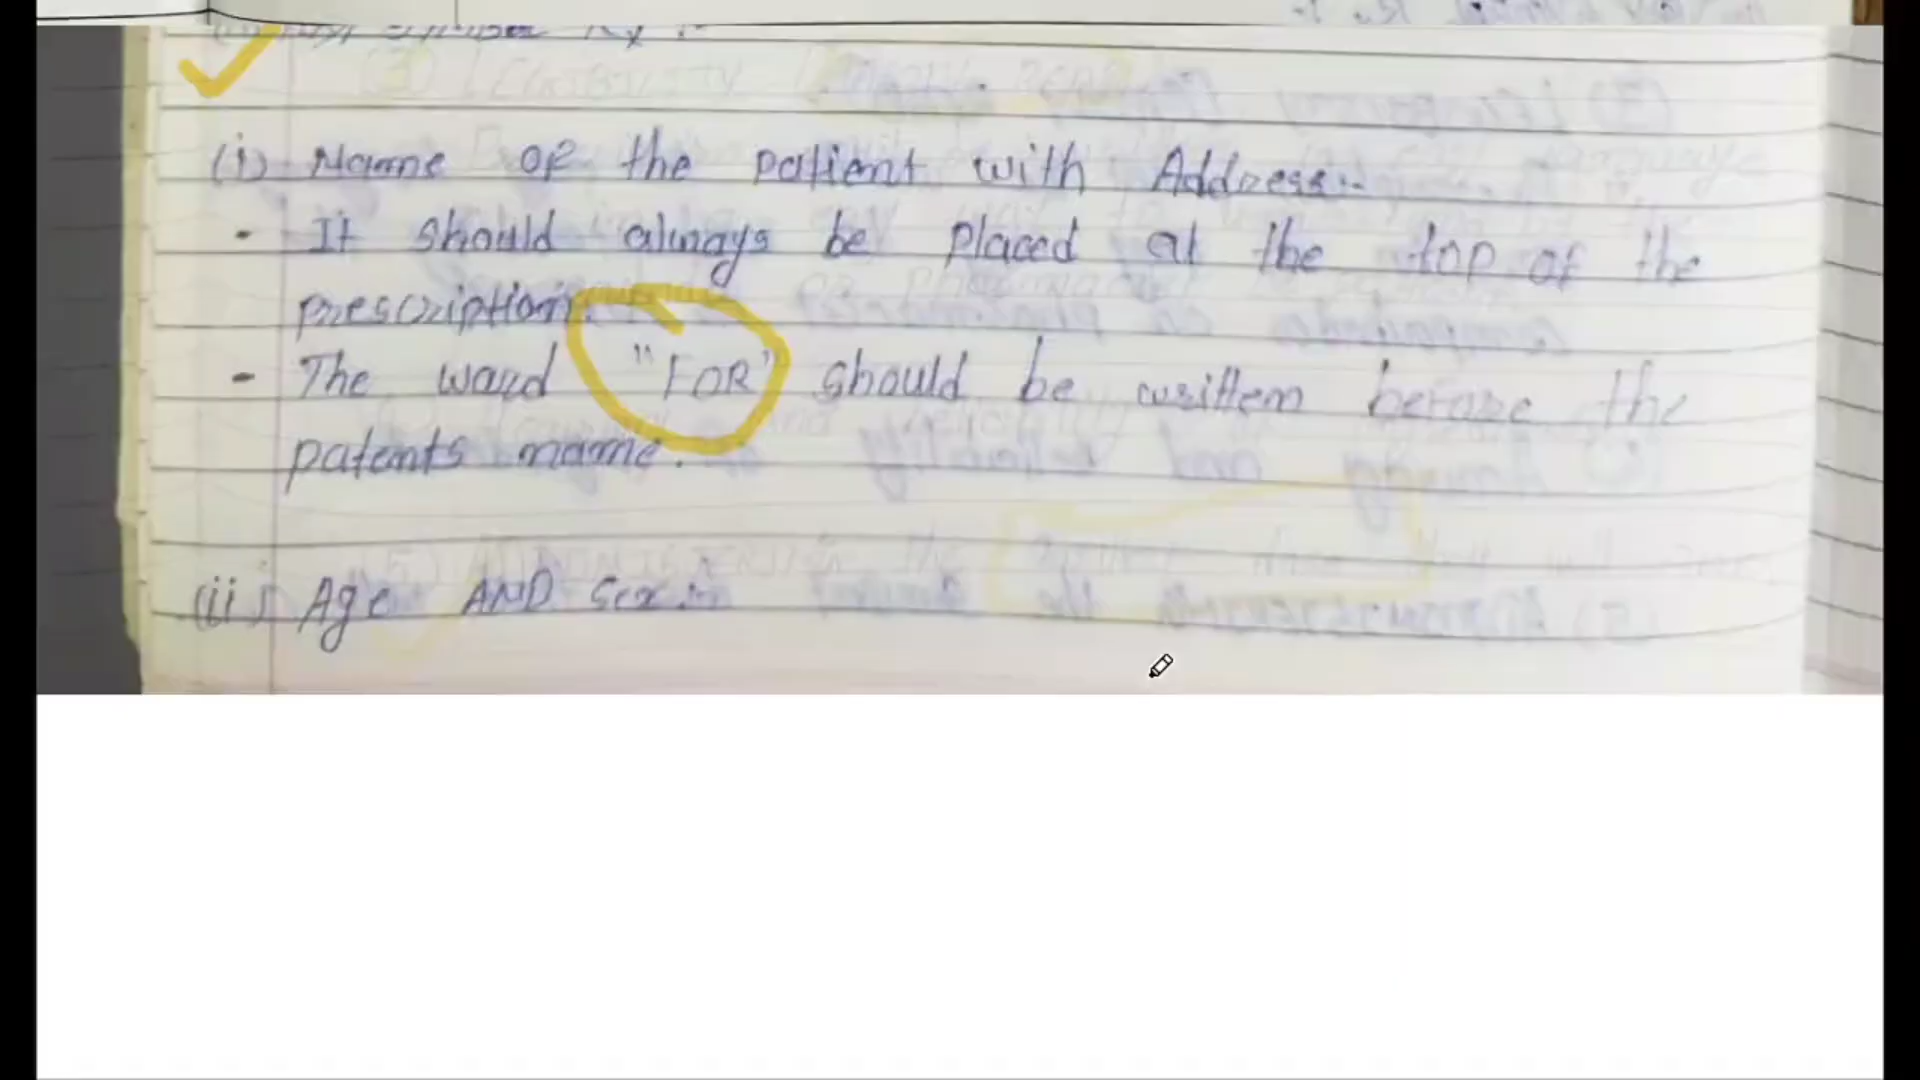 (i) Name OF the patient with Address:-
- It should always be placed at the top of the
prescription.
- The word "FOR" should be written before the
patents name.
(ii) Age AND Sex:-